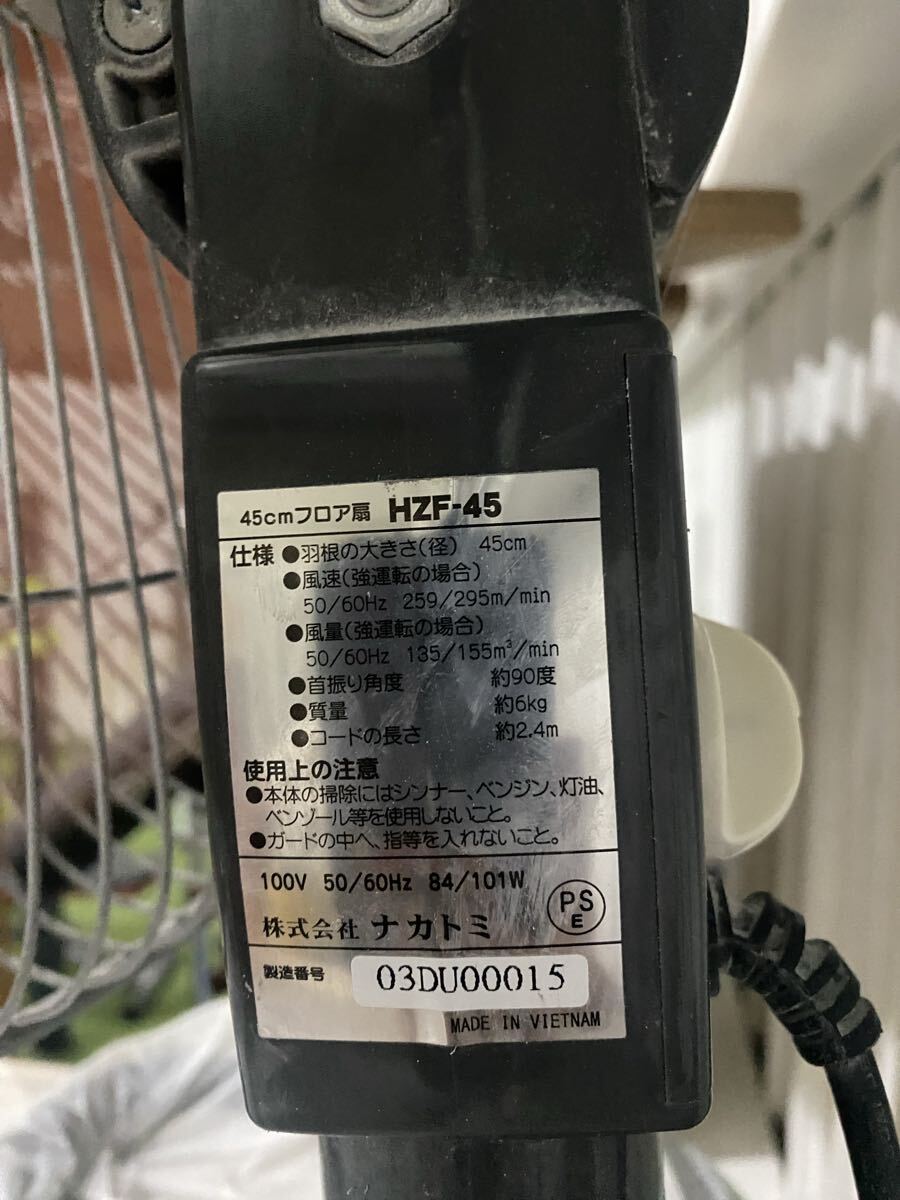 45cmフロア扇 HZF-45
仕様 ●羽根の大きさ(径) 45cm
●風速(強運転の場合)
50/60Hz 259/295m/min
●風量(強運転の場合)
50/60Hz 135/155m³/min
●首振り角度 約90度
●質量 約6kg
●コードの長さ 約2.4m
使用上の注意
●本体の掃除にはシンナー、ベンジン、灯油、
ベンゾール等を使用しないこと。
●ガードの中へ、指等を入れないこと。
100V 50/60Hz 84/101W
株式会社 ナカトミ
PS
E
製造番号 03DU00015
MADE IN VIETNAM